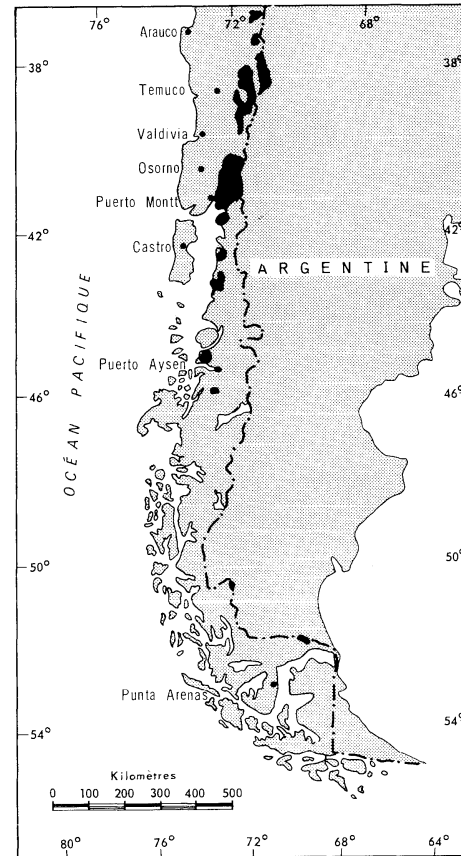 76° 72° 68°
Arauco
38° 38°
Temuco
Valdivia
Osorno
Puerto Montt
42° 42°
Castro
ARGENTINE
OCÉAN PACIFIQUE
Puerto Aysen
46° 46°
50° 50°
Punta Arenas
54° 54°
Kilomètres
0 100 200 300 400 500
80° 76° 72° 68° 64°